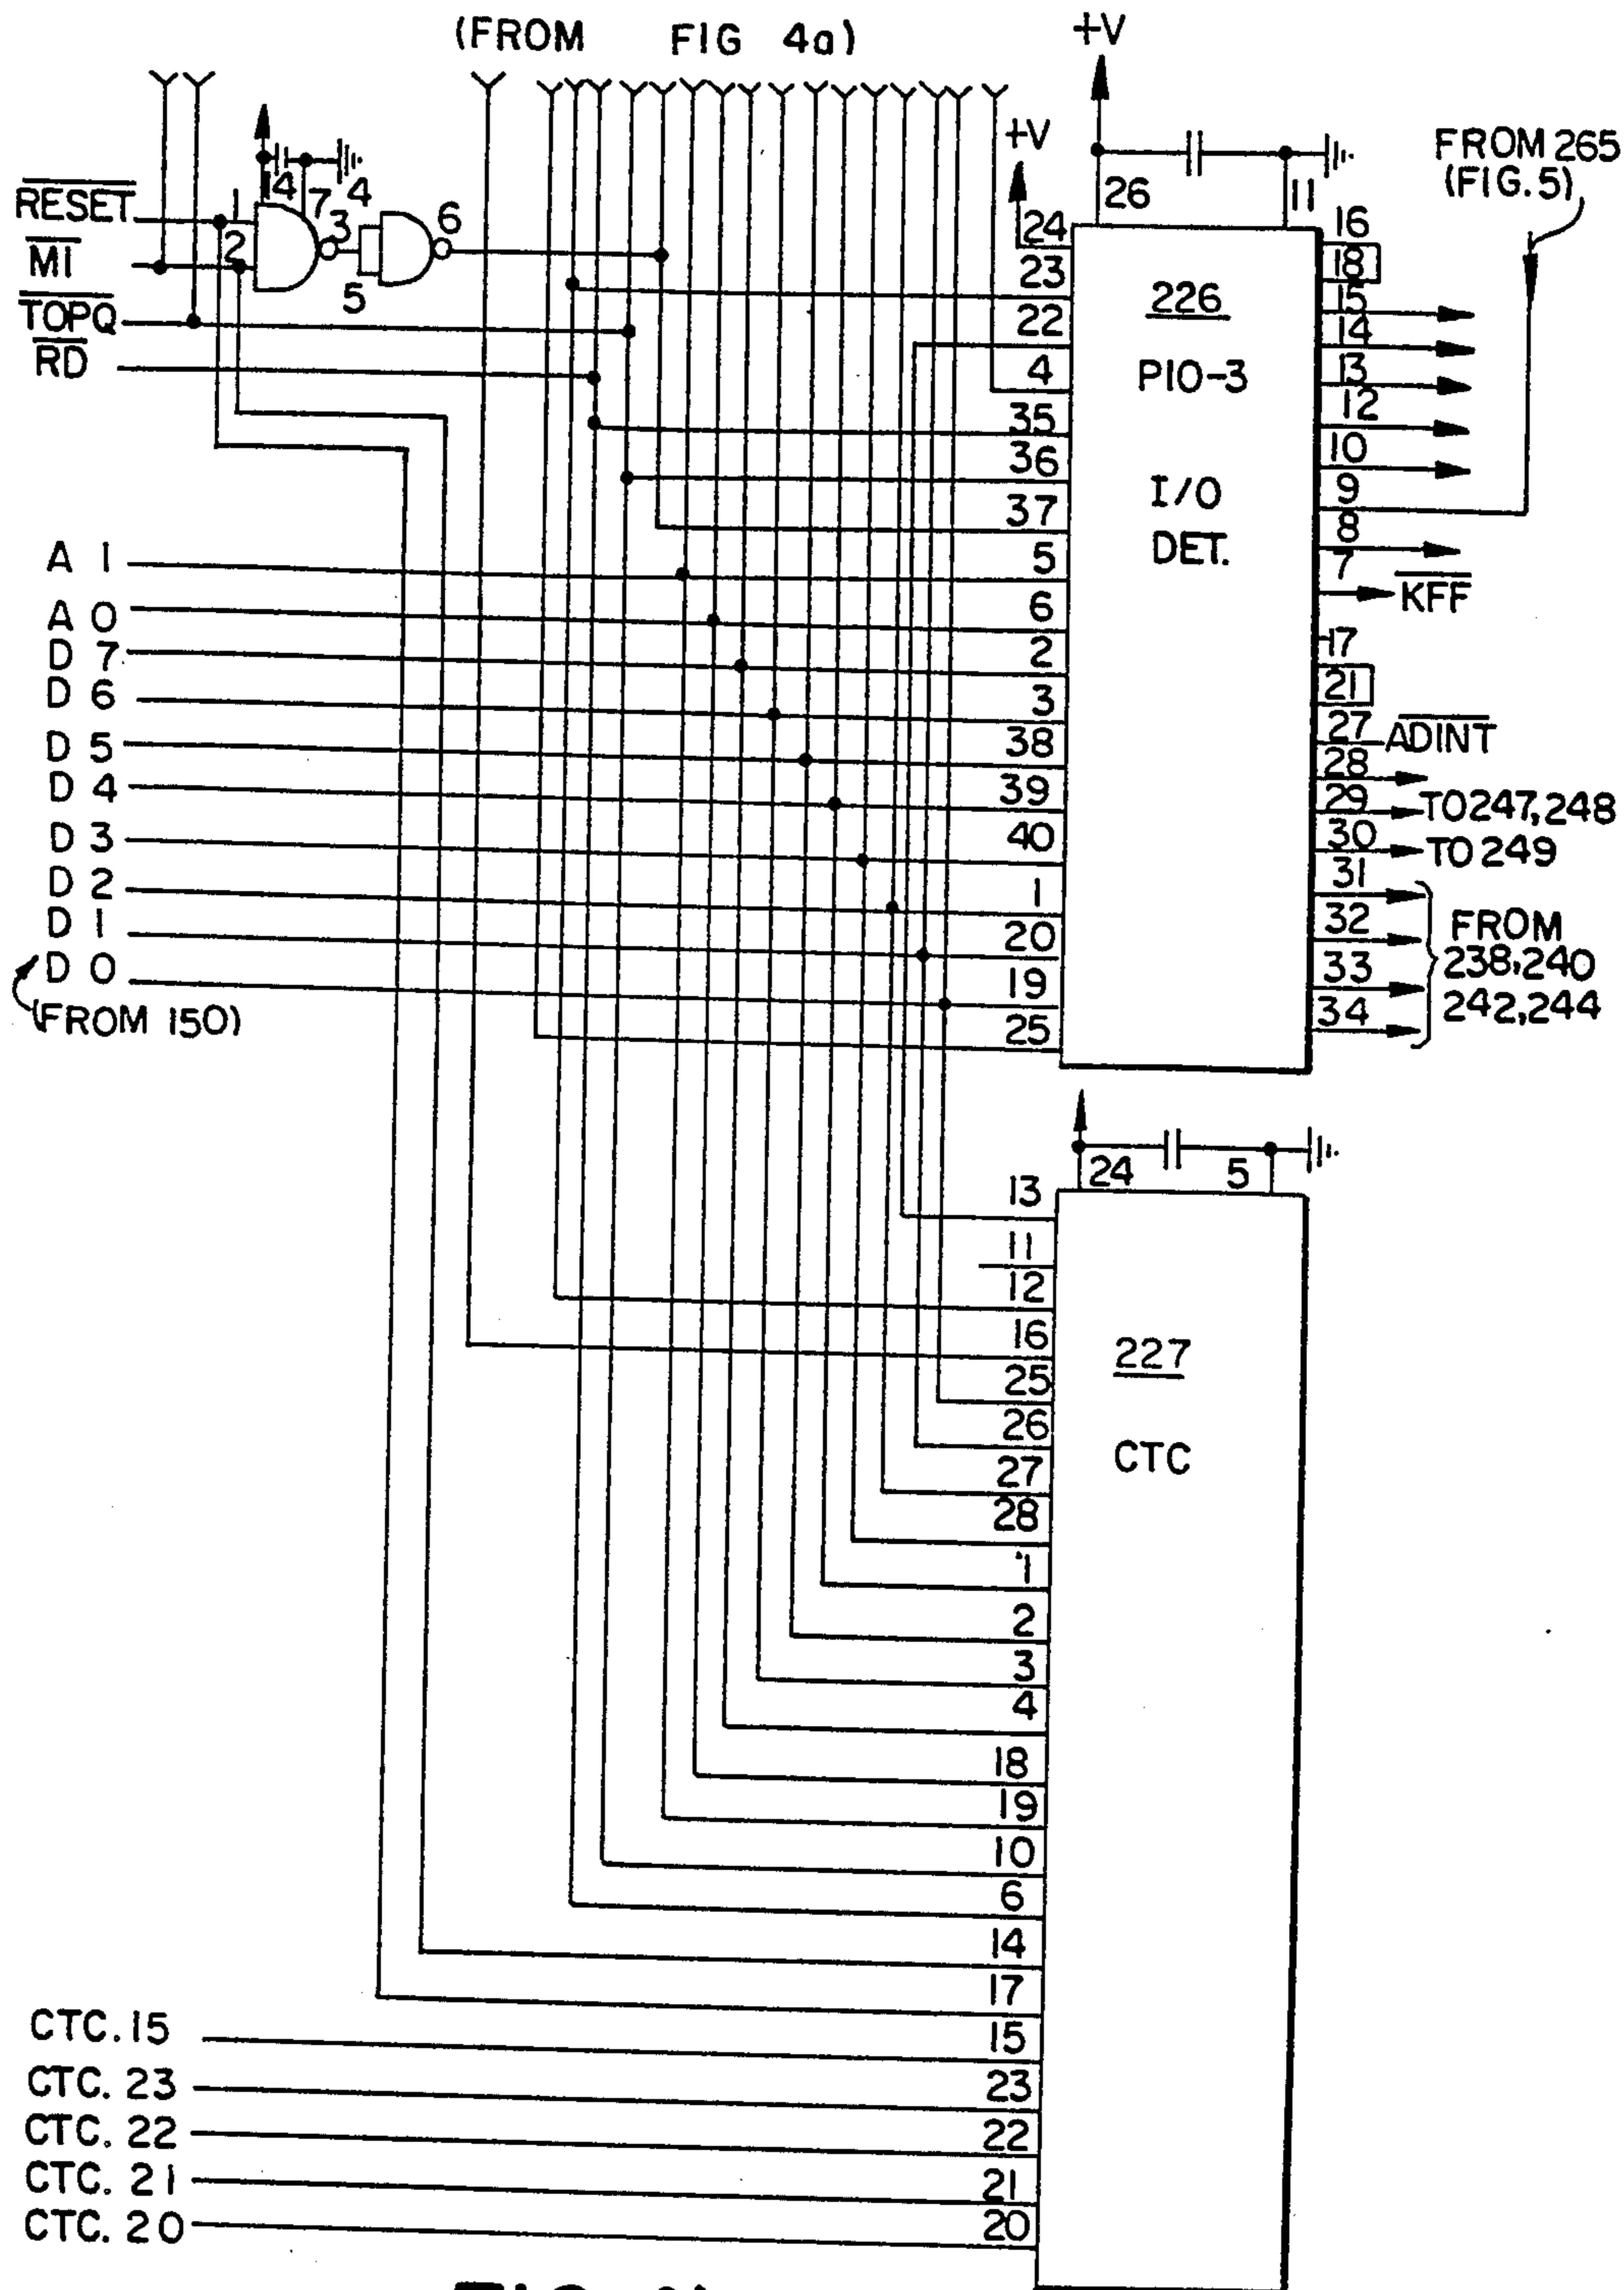 (FROM FIG 4a)
+V
+V
FROM 265
(FIG. 5)
RESET
MI
TOPQ
RD
1
2
14
7
4
3
5
6
26
11
24
23
22
4
35
36
37
5
6
2
3
38
39
40
1
20
19
25
226
PIO-3
I/O
DET.
16
18
15
14
13
12
10
9
8
7
KFF
17
21
27 ADINT
28
29 TO 247,248
30 TO 249
31
32
33
34
FROM
238,240
242,244
A 1
A 0
D 7
D 6
D 5
D 4
D 3
D 2
D 1
D 0
(FROM 150)
24
5
13
11
12
16
25
26
27
28
1
2
3
4
18
19
10
6
14
17
15
23
22
21
20
227
CTC
CTC. 15
CTC. 23
CTC. 22
CTC. 21
CTC. 20